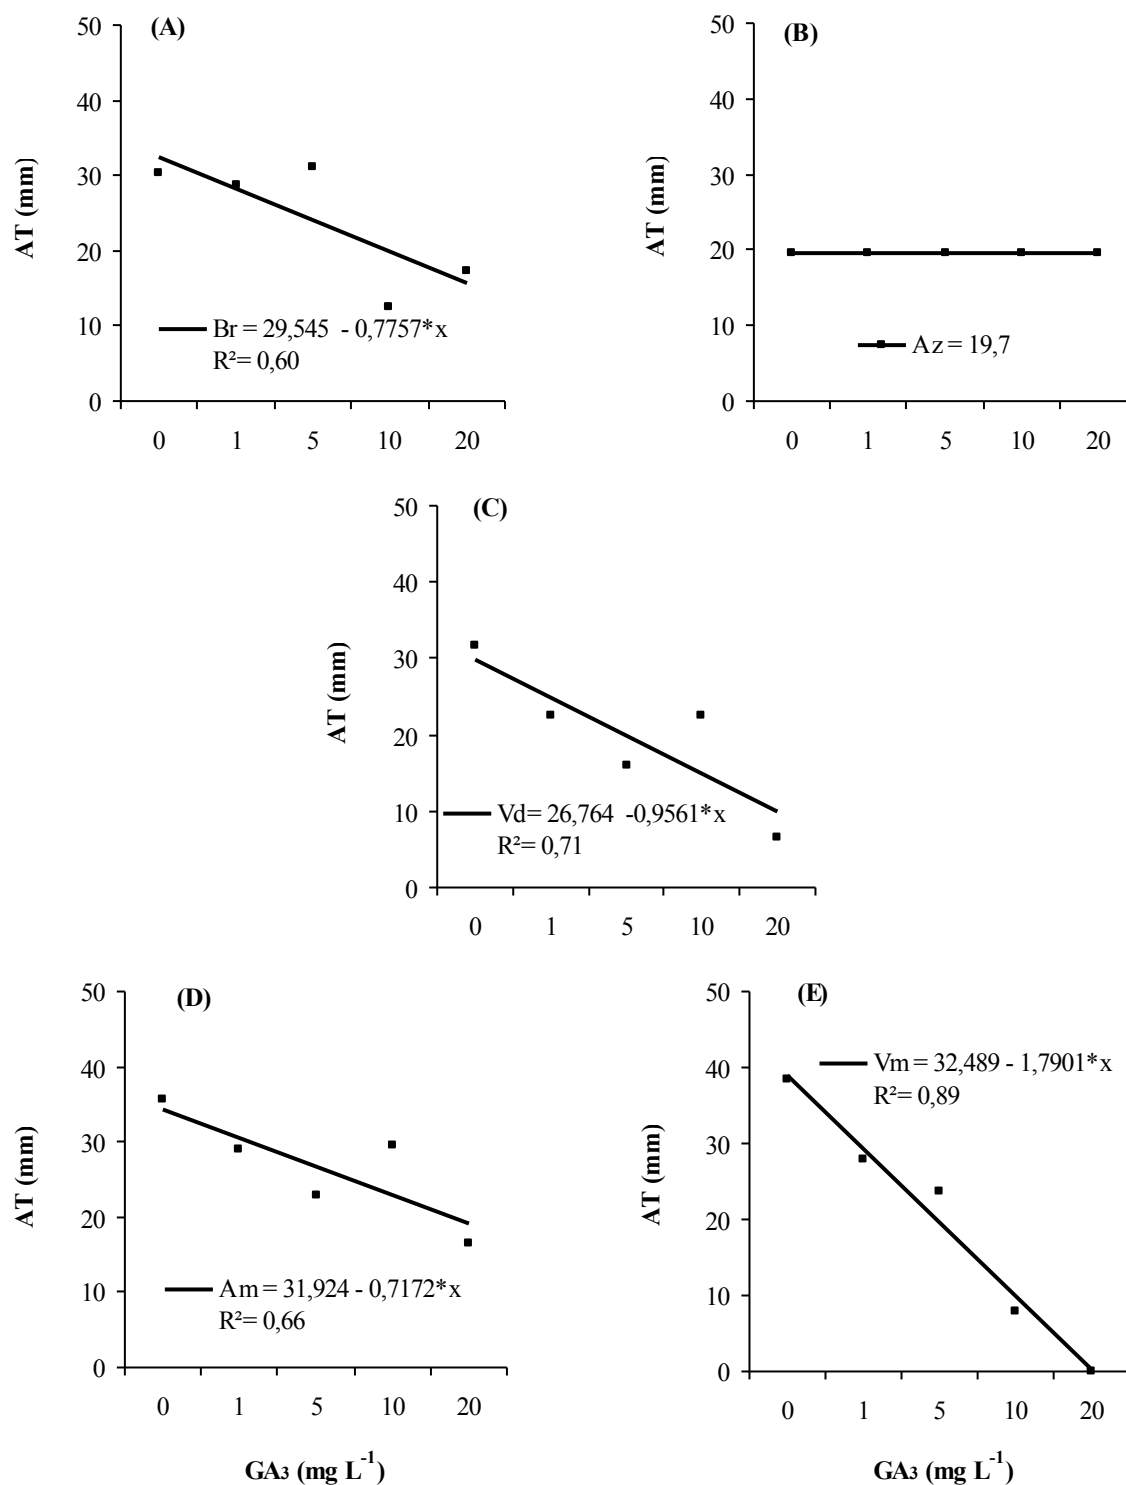 (A)
50
40
30
20
10
0
AT (mm)
Br = 29,545 - 0,7757*x
R²= 0,60
0 1 5 10 20
(B)
50
40
30
20
10
0
AT (mm)
Az = 19,7
0 1 5 10 20
(C)
50
40
30
20
10
0
AT (mm)
Vd= 26,764 -0,9561*x
R²= 0,71
0 1 5 10 20
(D)
50
40
30
20
10
0
AT (mm)
Am = 31,924 - 0,7172*x
R²= 0,66
0 1 5 10 20
GA₃ (mg L⁻¹)
(E)
50
40
30
20
10
0
AT (mm)
Vm = 32,489 - 1,7901*x
R²= 0,89
0 1 5 10 20
GA₃ (mg L⁻¹)